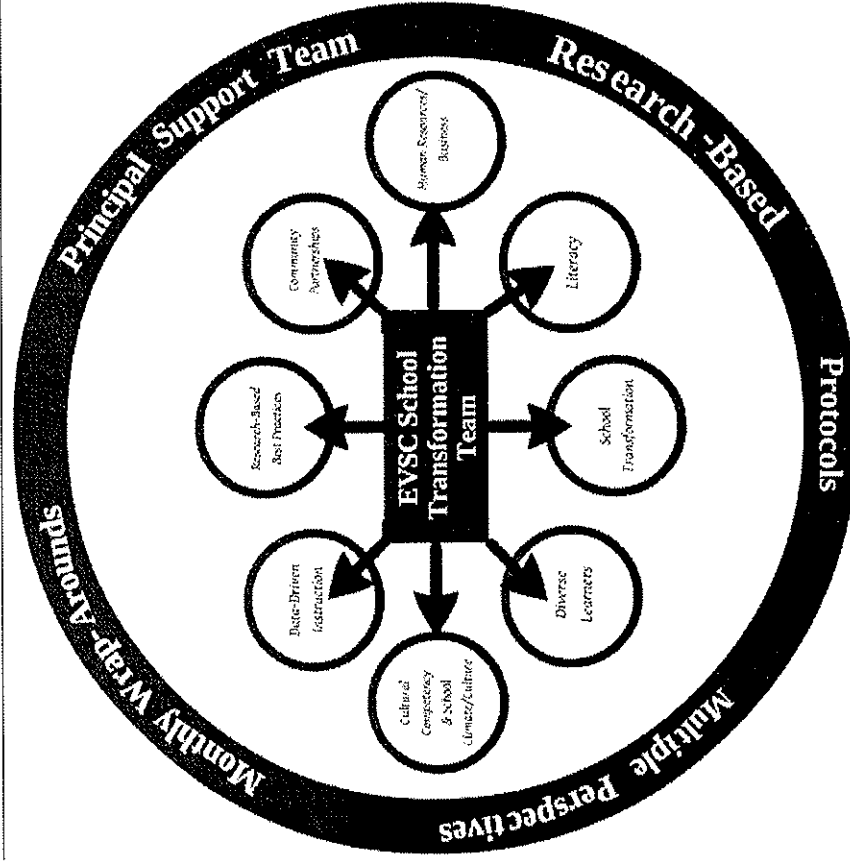 Monthly Wrap-Arounds
Principal Support Team
Research -Based
Protocols
Multiple Perspectives
EVSC School
Transformation
Team
Research-Based
Best Practices
Community
Partnerships
Human Resources/
Business
Literacy
School
Transformation
Diverse
Learners
Cultural
Competency
& School
Climate/Culture
Data-Driven
Instruction